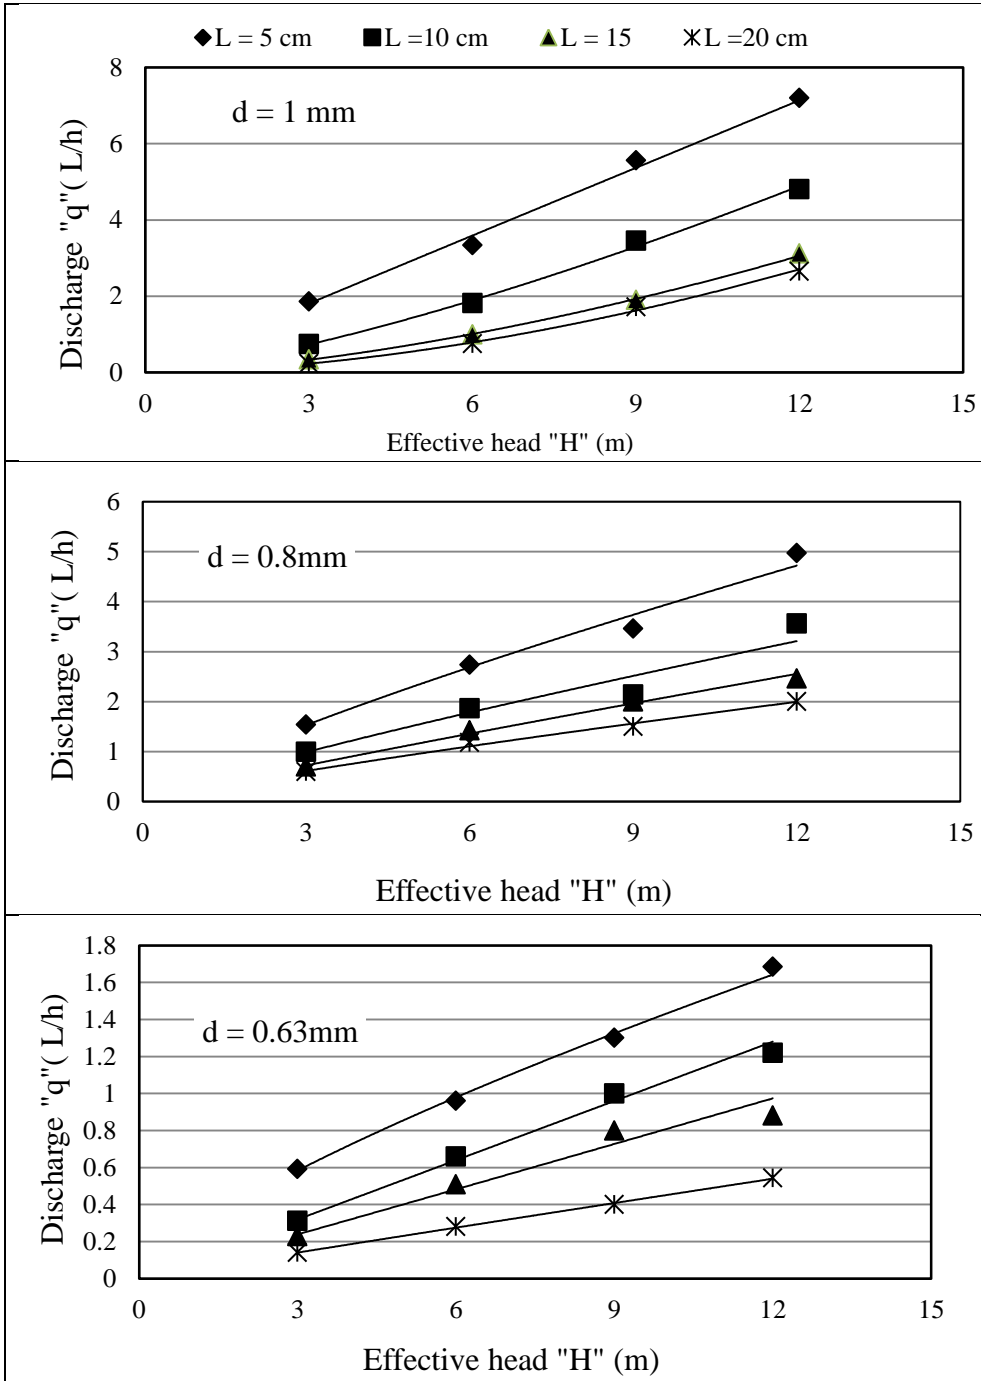 L = 5 cm L =10 cm L = 15 L =20 cm
8
6
4
2
0
d = 1 mm
Discharge "q"( L/h)
0 3 6 9 12 15
Effective head "H" (m)
6
5
4
3
2
1
0
d = 0.8mm
Discharge "q"( L/h)
0 3 6 9 12 15
Effective head "H" (m)
1.8
1.6
1.4
1.2
1
0.8
0.6
0.4
0.2
0
d = 0.63mm
Discharge "q"( L/h)
0 3 6 9 12 15
Effective head "H" (m)